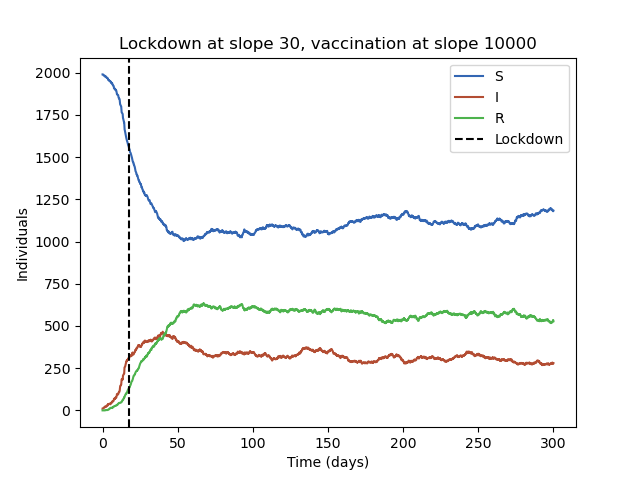 Lockdown at slope 30, vaccination at slope 10000
2000
1750
1500
1250
1000
750
500
250
0
Individuals
S
I
R
Lockdown
0 50 100 150 200 250 300
Time (days)